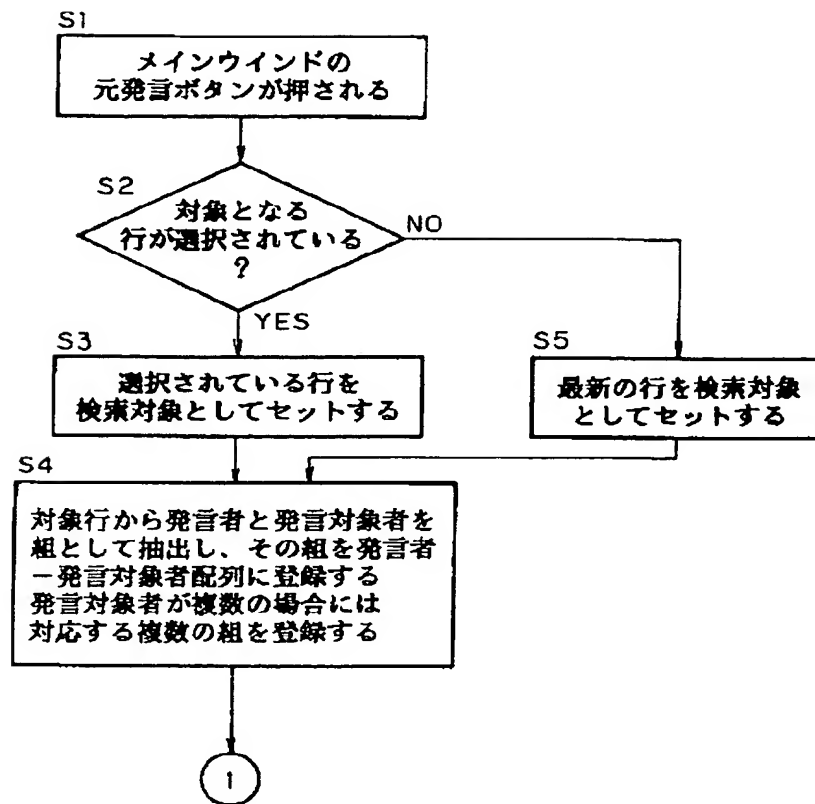 S1
メインウインドの
元発言ボタンが押される
S2
対象となる
行が選択されている
?
NO
YES
S3
選択されている行を
検索対象としてセットする
S5
最新の行を検索対象
としてセットする
S4
対象行から発言者と発言対象者を
組として抽出し、その組を発言者
－発言対象者配列に登録する
発言対象者が複数の場合には
対応する複数の組を登録する
1